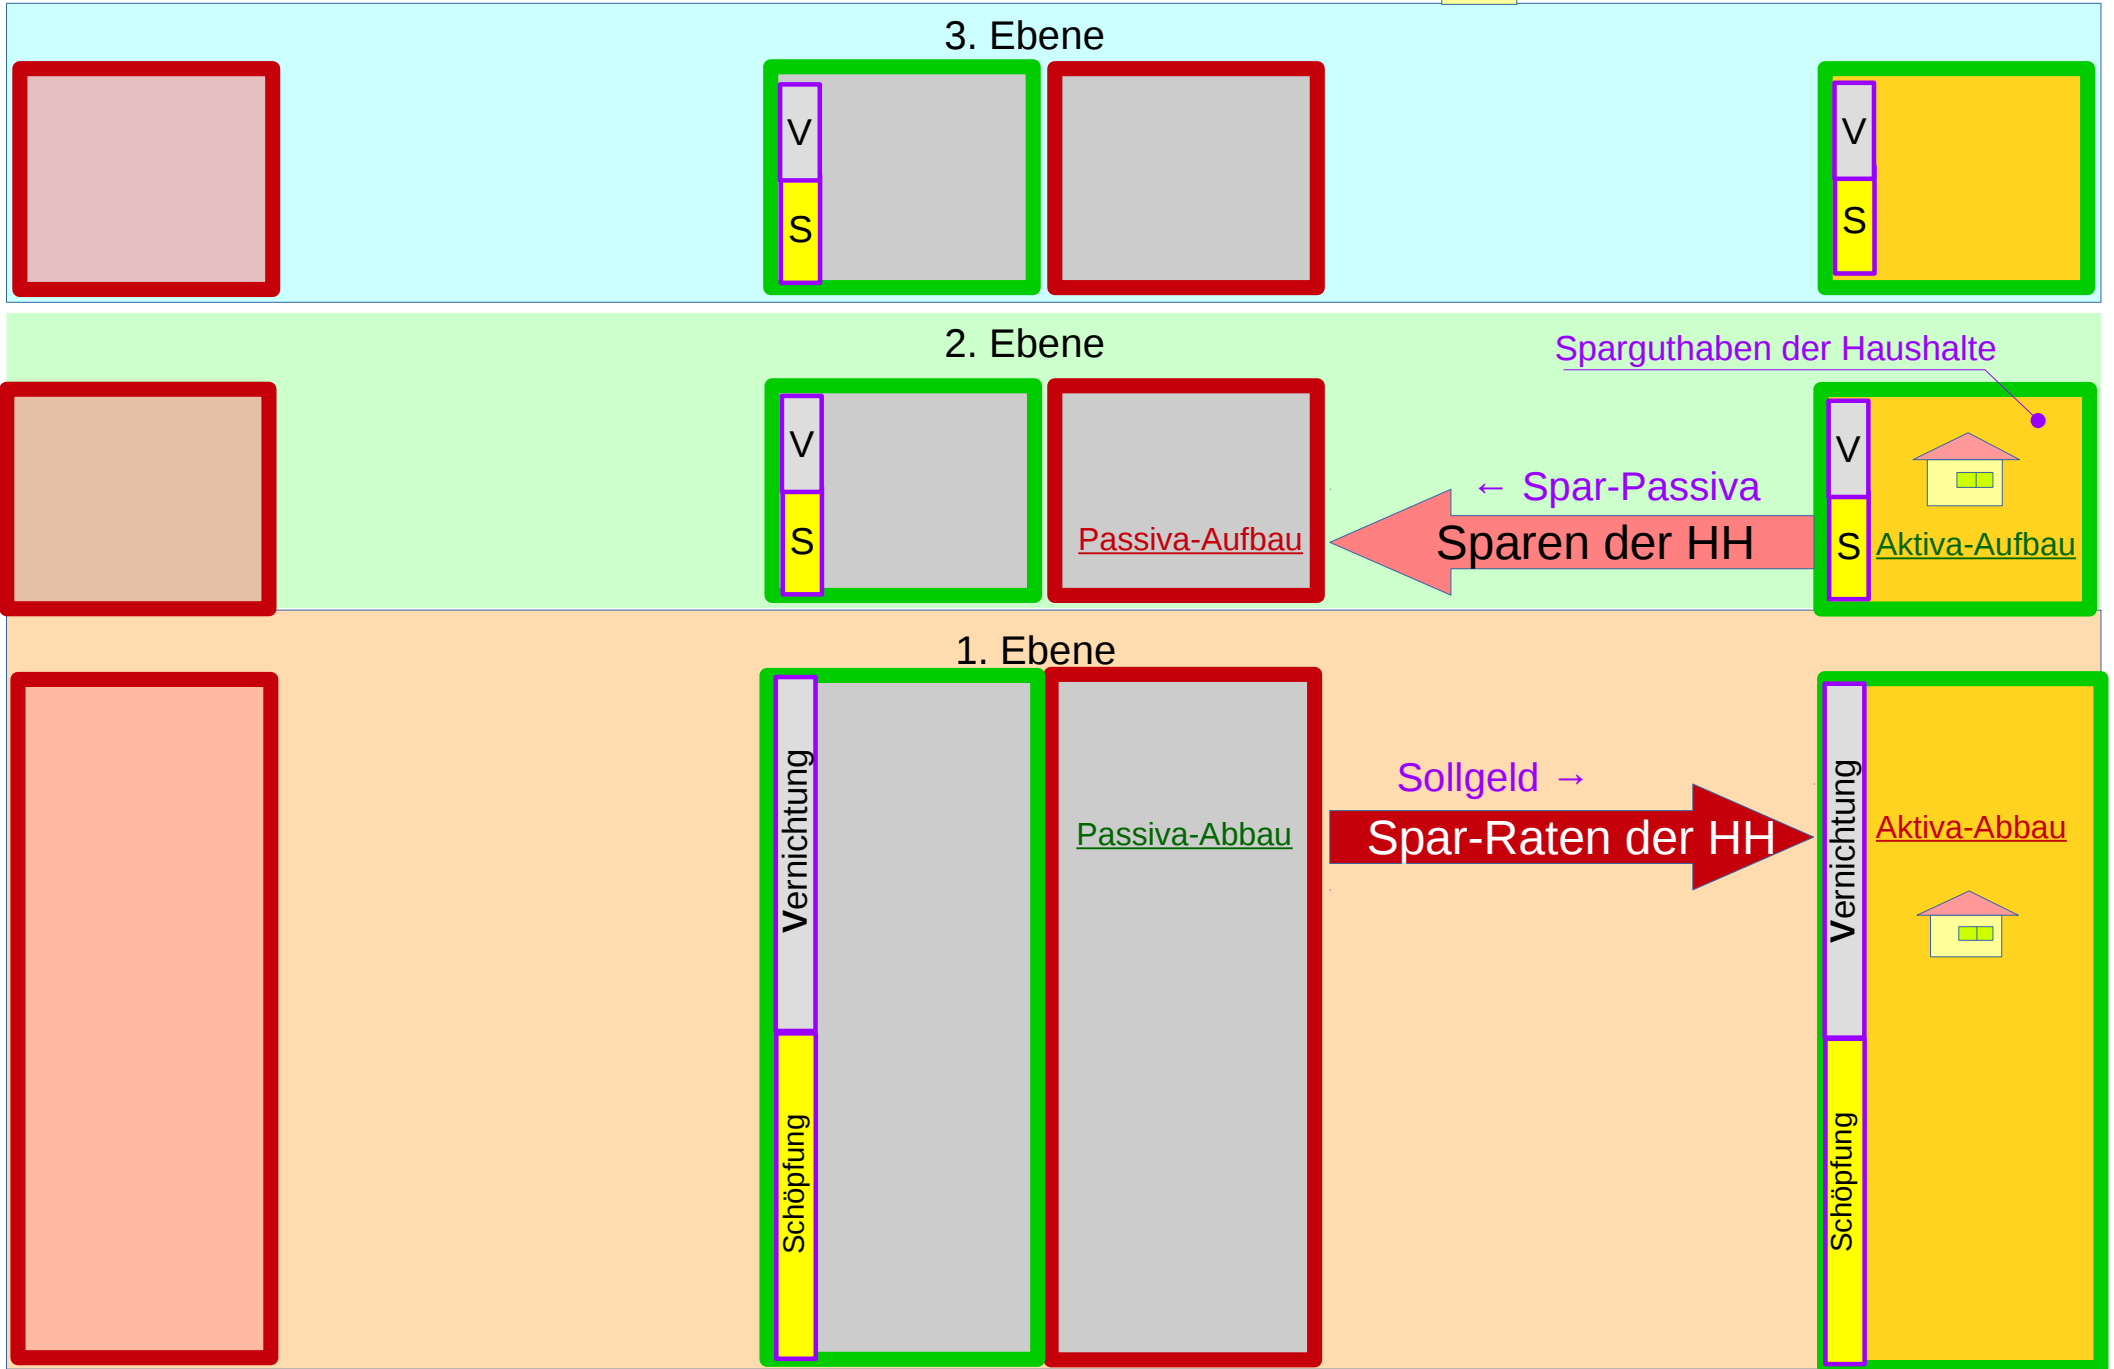 3. Ebene
V
V
S
S
2. Ebene
Sparguthaben der Haushalte
V
V
← Spar-Passiva
S
Passiva-Aufbau
Sparen der HH
S
Aktiva-Aufbau
1. Ebene
Vernichtung
Sollgeld →
Vernichtung
Passiva-Abbau
Spar-Raten der HH
Aktiva-Abbau
Schöpfung
Schöpfung